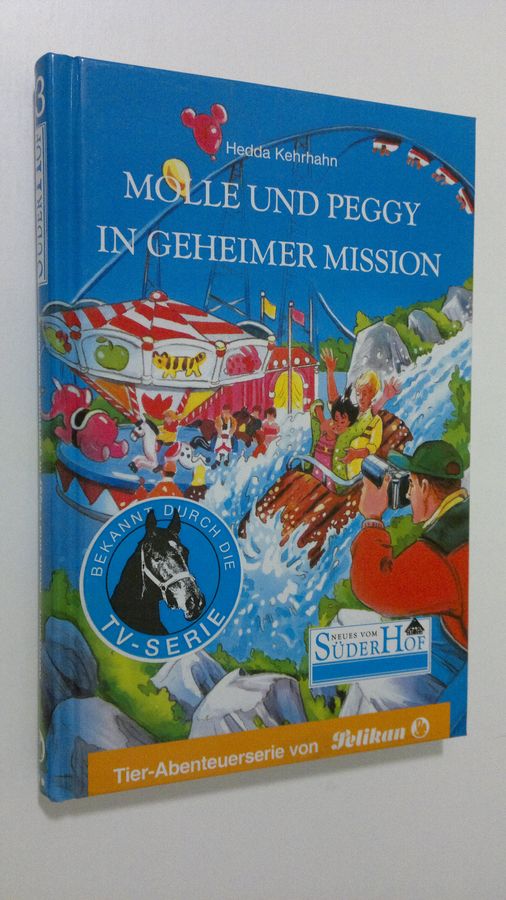 Hedda Kehrhahn
MOLLE UND PEGGY
IN GEHEIMER MISSION
BEKANNT DURCH DIE
TV-SERIE
NEUES VOM
SÜDERHOF
Tier-Abenteuerserie von Pelikan
8